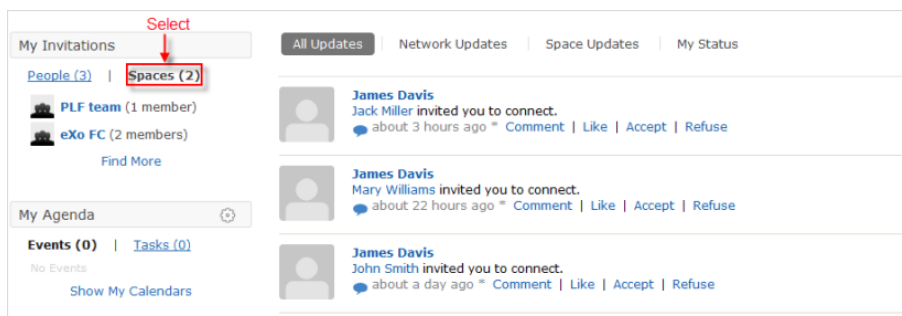 Select
My Invitations
People (3) | Spaces (2)
PLF team (1 member)
eXo FC (2 members)
Find More
My Agenda
Events (0) | Tasks (0)
No Events
Show My Calendars
All Updates | Network Updates | Space Updates | My Status
James Davis
Jack Miller invited you to connect.
about 3 hours ago * Comment | Like | Accept | Refuse
James Davis
Mary Williams invited you to connect.
about 22 hours ago * Comment | Like | Accept | Refuse
James Davis
John Smith invited you to connect.
about a day ago * Comment | Like | Accept | Refuse